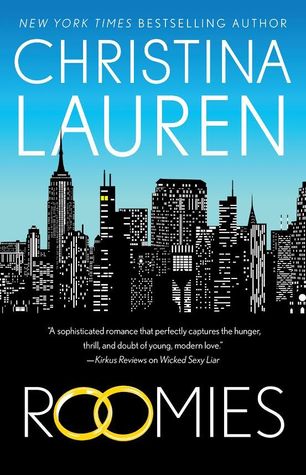 NEW YORK TIMES BESTSELLING AUTHOR
CHRISTINA
LAUREN
"A sophisticated romance that perfectly captures the hunger,
thrill, and doubt of young, modern love."
—Kirkus Reviews on Wicked Sexy Liar
ROOMIES